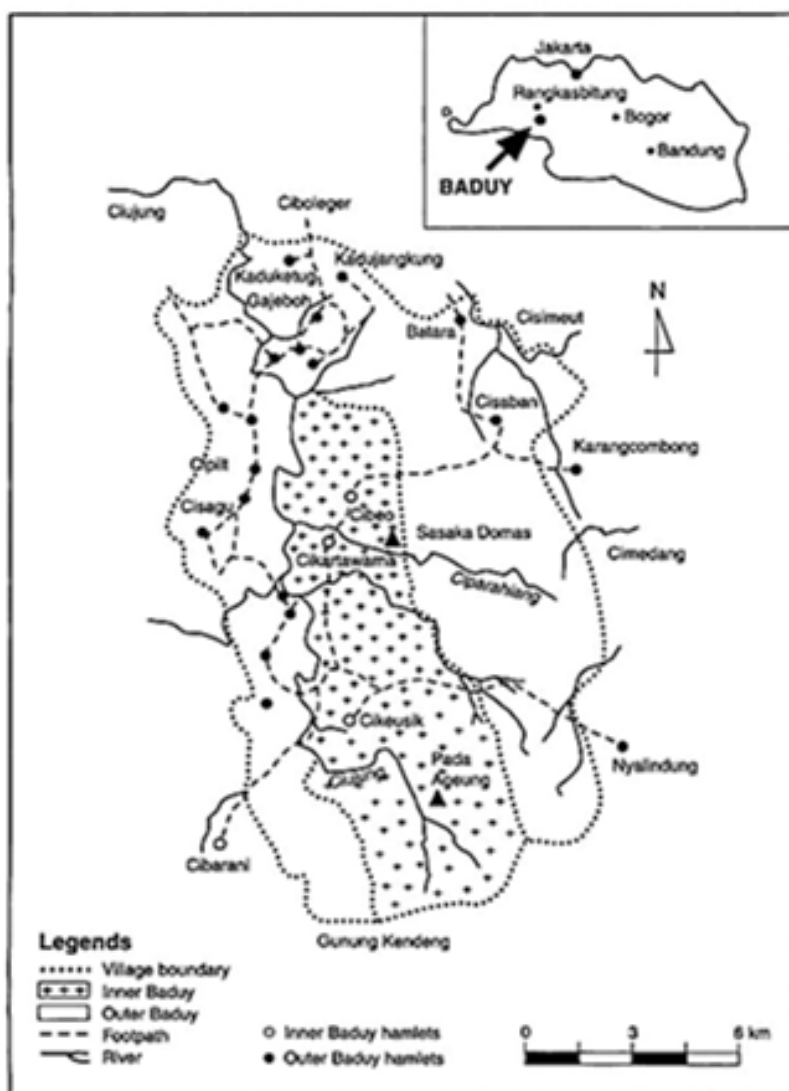 Jakarta
Rangkasbitung
Bogor
Bandung
BADUY
Ciujung
Ciboleger
Kaduketug
Kadujangkung
Gajeboh
N
Batara
Cisimeut
Cisaban
Karangcombong
Cipilt
Cisagu
Cibeo
Sasaka Domas
Cikartawarna
Ciparahiang
Cimedang
Cikeusik
Pada
Ageung
Ciujung
Nyalindung
Cibarani
Gunung Kendeng
Legends
Village boundary
Inner Baduy
Outer Baduy
Footpath
River
Inner Baduy hamlets
Outer Baduy hamlets
0 3 6 km